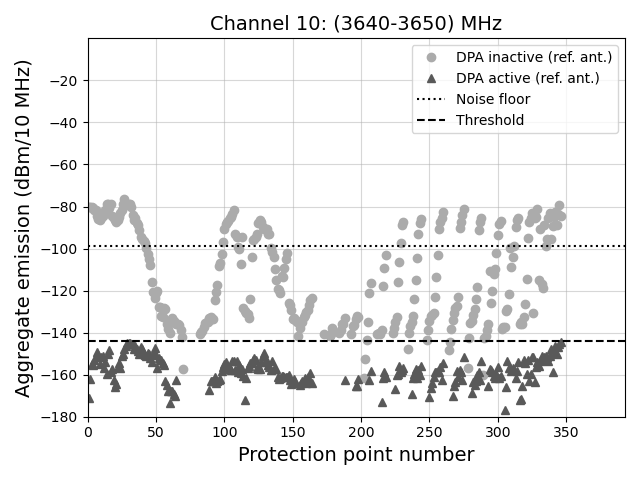 Channel 10: (3640-3650) MHz
DPA inactive (ref. ant.)
DPA active (ref. ant.)
Noise floor
Threshold
Aggregate emission (dBm/10 MHz)
−20
−40
−60
−80
−100
−120
−140
−160
−180
0 50 100 150 200 250 300 350
Protection point number